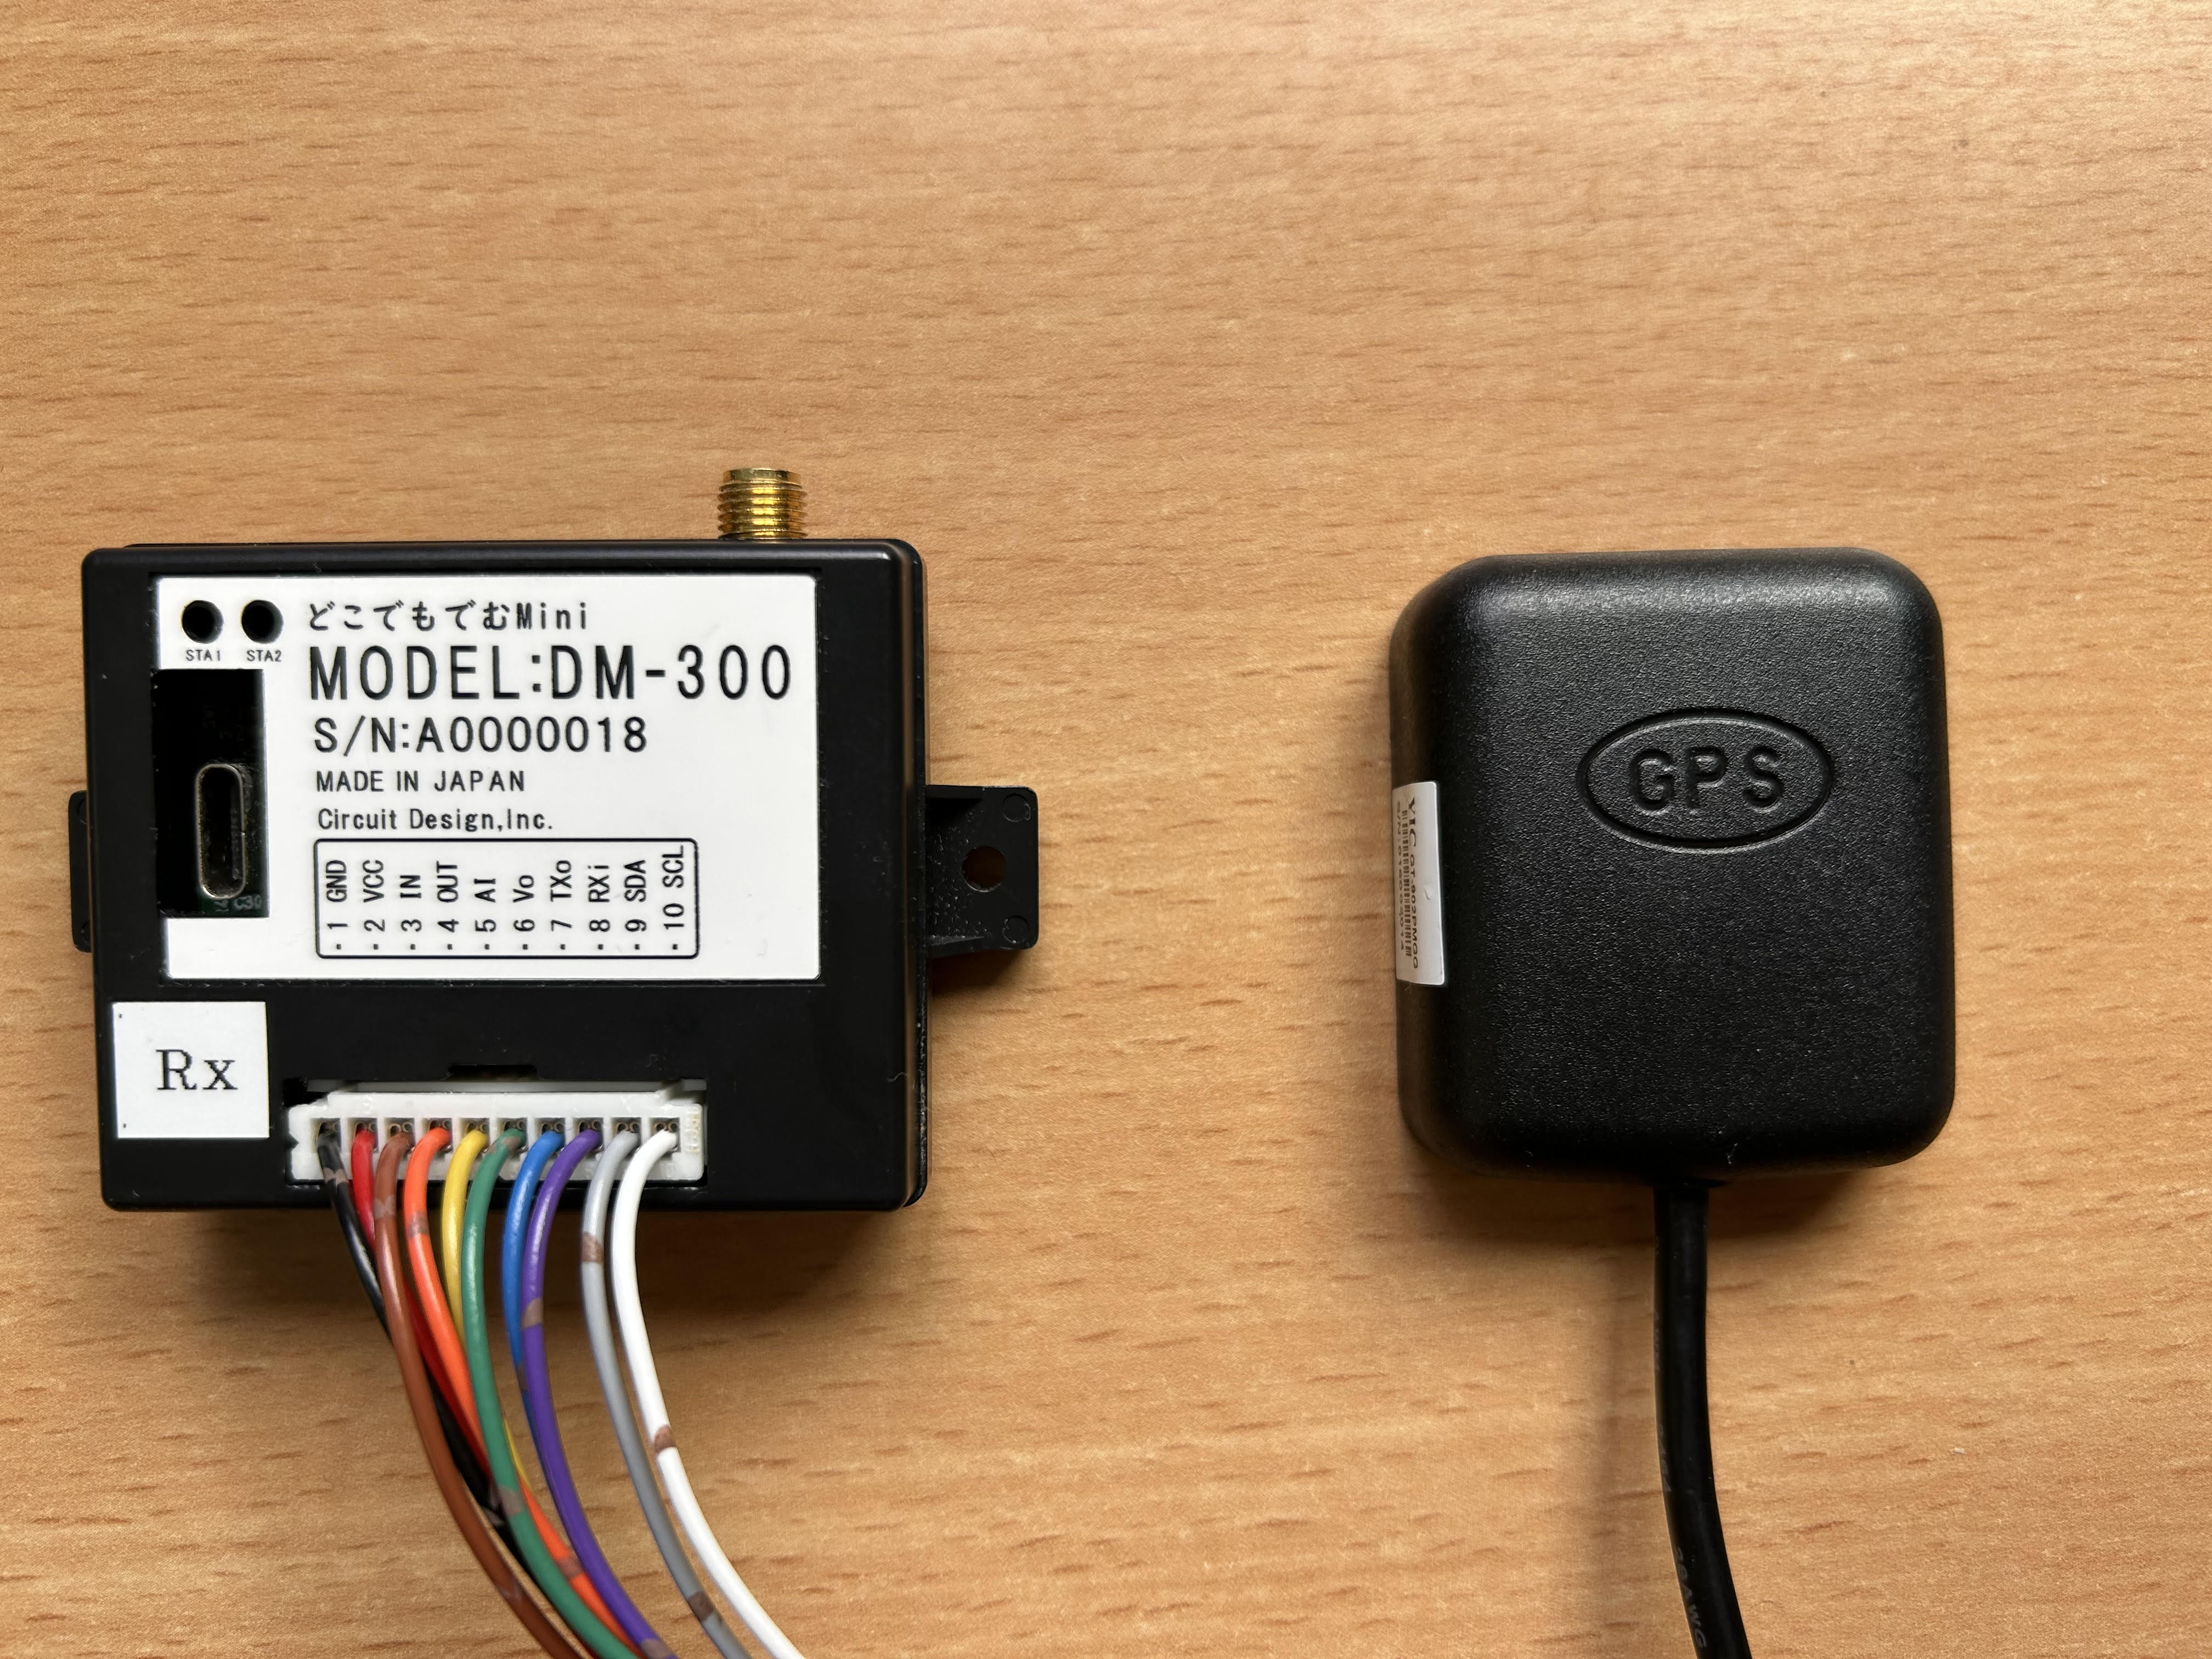 どこでもでむMini
STA1 STA2
MODEL:DM-300
S/N:A0000018
MADE IN JAPAN
Circuit Design,Inc.
1 GND
2 VCC
3 IN
4 OUT
5 AI
6 Vo
7 TXo
8 RXi
9 SDA
10 SCL
C30
Rx
GPS